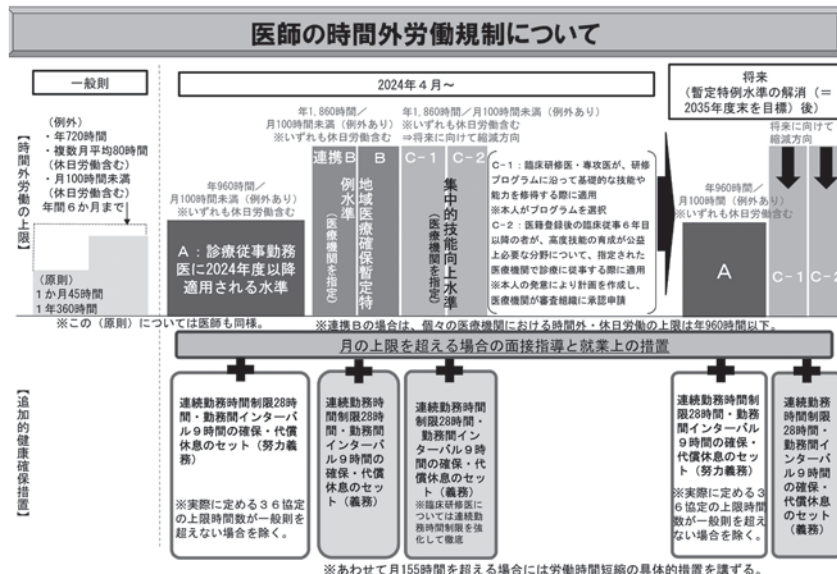 医師の時間外労働規制について
一般則
2024年４月～
将来
（暫定特例水準の解消（＝
2035年度末を目標）後）
【時間外労働の上限】
（例外）
・年720時間
・複数月平均80時間
（休日労働含む）
・月100時間未満
（休日労働含む）
年間６か月まで
（原則）
１か月45時間
１年360時間
※この（原則）については医師も同様。
年960時間／
月100時間未満（例外あり）
※いずれも休日労働含む
A：診療従事勤務
医に2024年度以降
適用される水準
年1,860時間／
月100時間未満（例外あり）
※いずれも休日労働含む
連携B
B
地域医療確保暫定特
例水準
（医療機関を指定）
年1,860時間／月100時間未満（例外あり）
※いずれも休日労働含む
⇒将来に向けて縮減方向
C-1
C-2
集中的技能向上水準
（医療機関を指定）
C-1：臨床研修医・専攻医が、研修
プログラムに沿って基礎的な技能や
能力を修得する際に適用
※本人がプログラムを選択
C-2：医籍登録後の臨床従事６年目
以降の者が、高度技能の育成が公益
上必要な分野について、指定された
医療機関で診療に従事する際に適用
※本人の発意により計画を作成し、
医療機関が審査組織に承認申請
※連携Bの場合は、個々の医療機関における時間外・休日労働の上限は年960時間以下。
将来に向けて
縮減方向
年960時間／
月100時間（例外あり）
※いずれも休日労働含む
A
C-1
C-2
月の上限を超える場合の面接指導と就業上の措置
【追加的健康確保措置】
連続勤務時間制限28時
間・勤務間インターバ
ル９時間の確保・代償
休息のセット（努力義
務）
※実際に定める３６協定
の上限時間数が一般則を
超えない場合を除く。
連続勤務時
間制限28時
間・勤務間
インターバ
ル９時間の
確保・代償
休息のセッ
ト（義務）
連続勤務時間
制限28時間・
勤務間イン
ターバル９時
間の確保・代
償休息のセッ
ト（義務）
※臨床研修医に
ついては連続勤
務時間制限を強
化して徹底
連続勤務時間制
限28時間・勤務
間インターバル
９時間の確保・
代償休息のセッ
ト（努力義務）
※実際に定める３
６協定の上限時間
数が一般則を超え
ない場合を除く。
連続勤務
時間制限
28時間・勤
務間イン
ターバル９
時間の確
保・代償休
息のセット
（義務）
※あわせて月155時間を超える場合には労働時間短縮の具体的措置を講ずる。